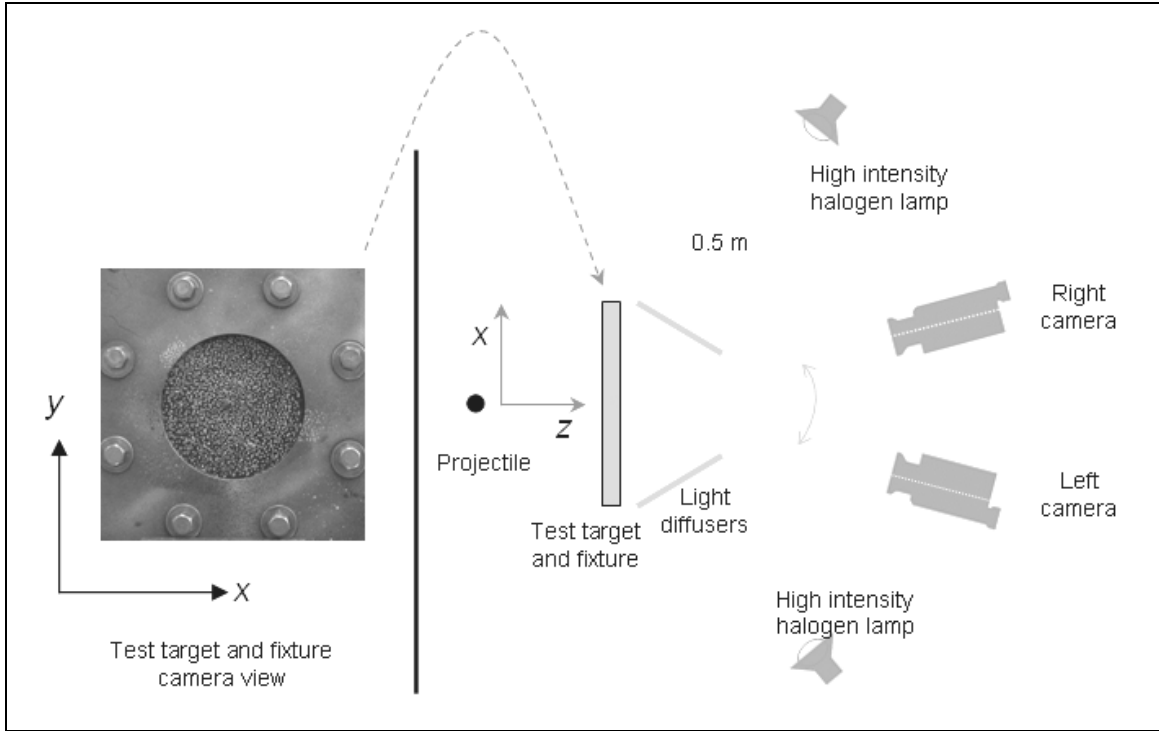 y
x
Test target and fixture
camera view
x
z
Projectile
Test target
and fixture
Light
diffusers
0.5 m
High intensity
halogen lamp
Right
camera
Left
camera
High intensity
halogen lamp